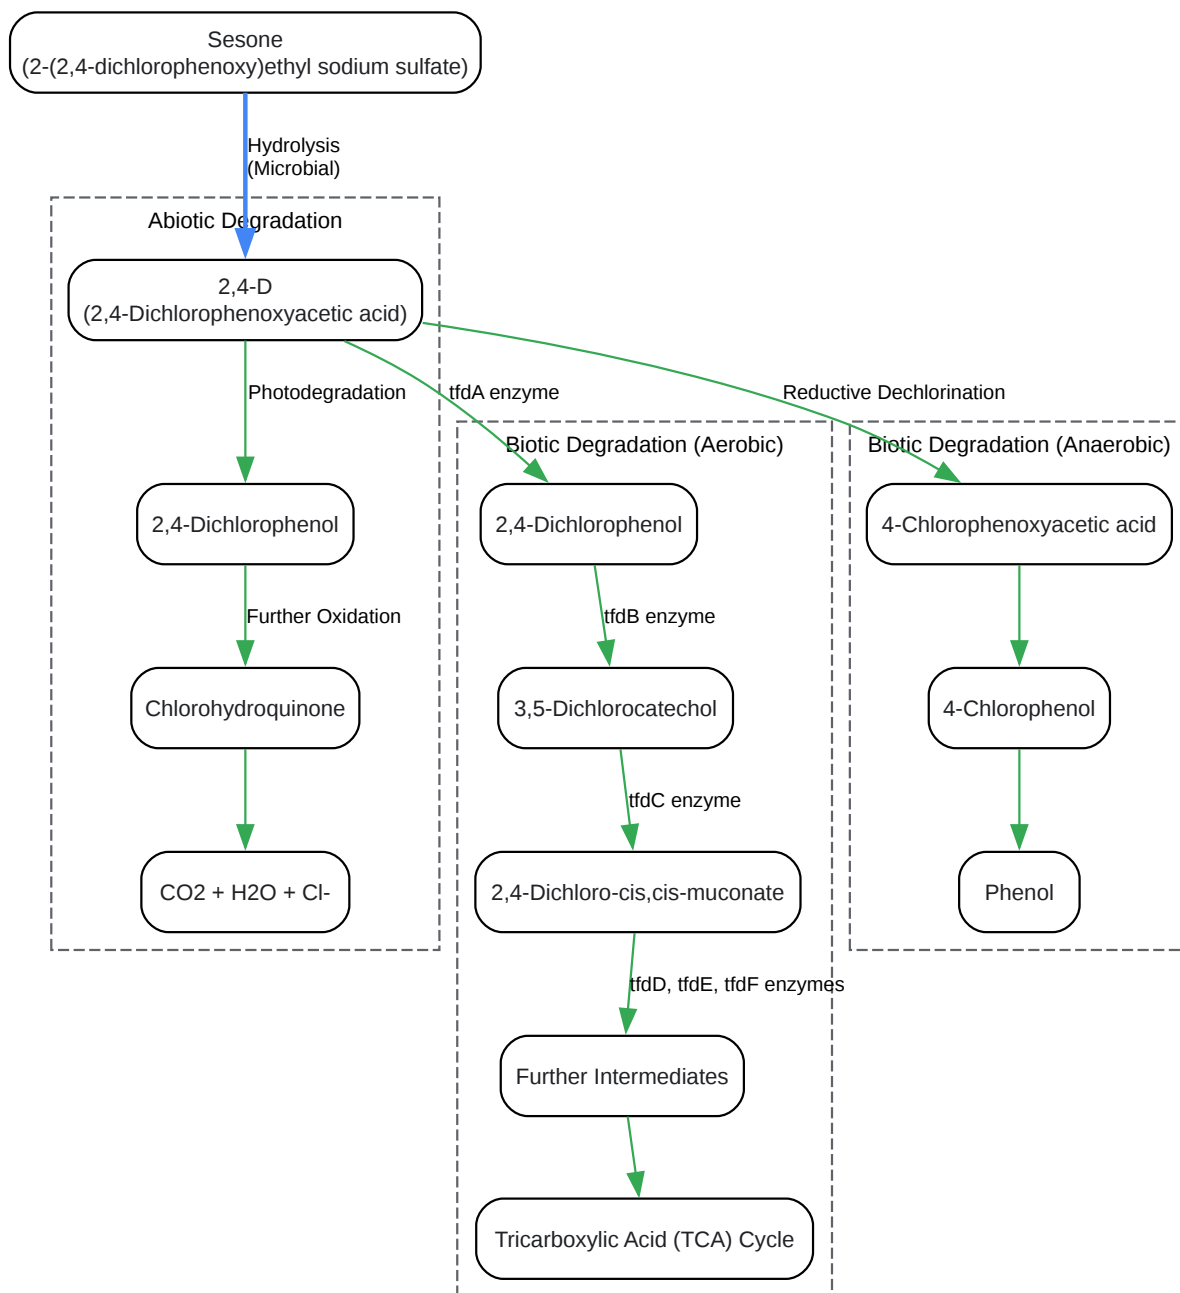 Sesone
(2-(2,4-dichlorophenoxy)ethyl sodium sulfate)
Hydrolysis
(Microbial)
Abiotic Degradation
2,4-D
(2,4-Dichlorophenoxyacetic acid)
Photodegradation
tfdA enzyme
Reductive Dechlorination
Biotic Degradation (Aerobic)
Biotic Degradation (Anaerobic)
2,4-Dichlorophenol
2,4-Dichlorophenol
4-Chlorophenoxyacetic acid
Further Oxidation
tfdB enzyme
Chlorohydroquinone
3,5-Dichlorocatechol
4-Chlorophenol
tfdC enzyme
CO2 + H2O + Cl-
2,4-Dichloro-cis,cis-muconate
Phenol
tfdD, tfdE, tfdF enzymes
Further Intermediates
Tricarboxylic Acid (TCA) Cycle